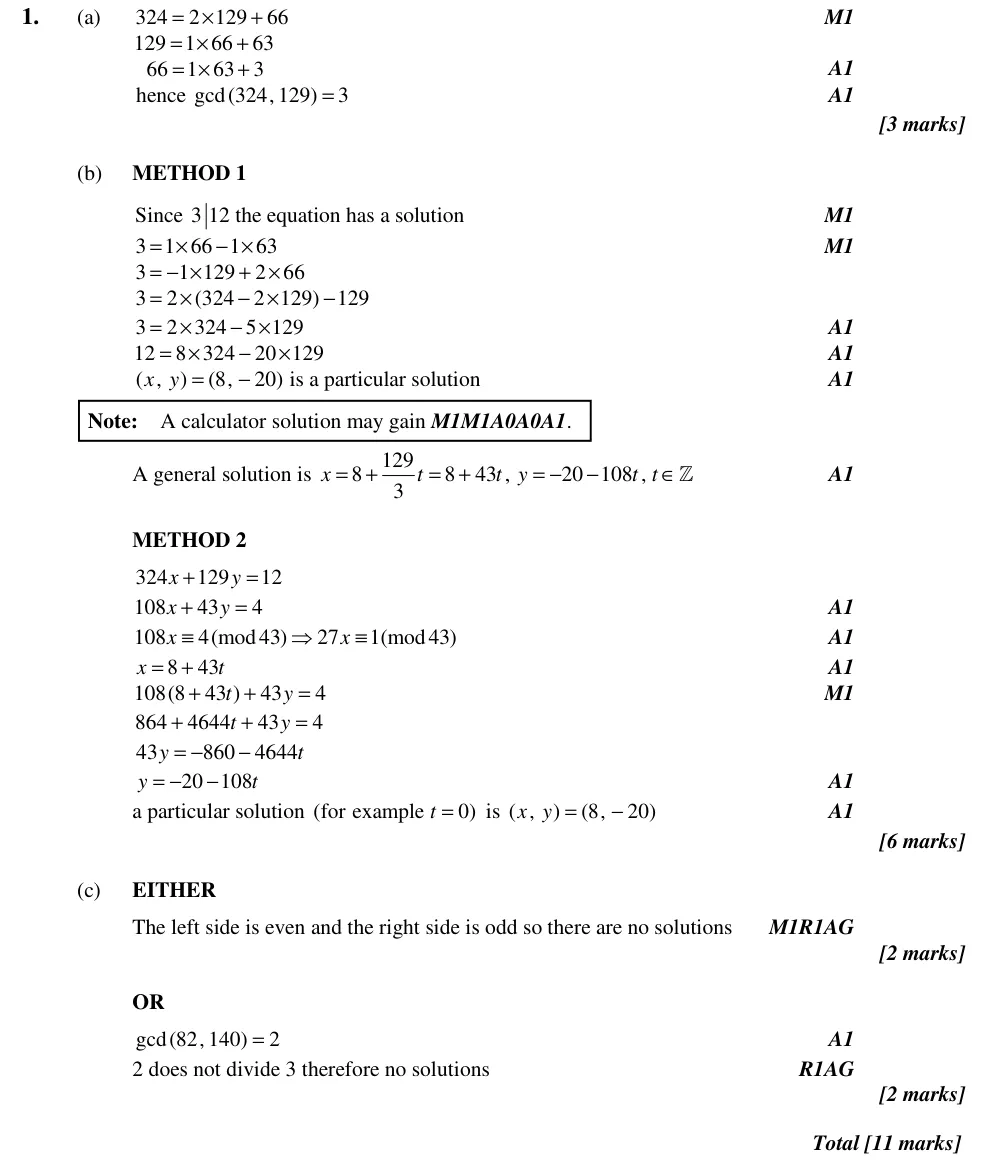 1. (a) 324 = 2×129 + 66 M1
129 = 1×66 + 63
66 = 1×63 + 3 A1
hence gcd(324, 129) = 3 A1
[3 marks]
(b) METHOD 1
Since 3|12 the equation has a solution M1
3 = 1×66 − 1×63 M1
3 = −1×129 + 2×66
3 = 2×(324 − 2×129) − 129
3 = 2×324 − 5×129 A1
12 = 8×324 − 20×129 A1
(x, y) = (8, − 20) is a particular solution A1
Note: A calculator solution may gain M1M1A0A0A1.
A general solution is x = 8 + 129/3 t = 8 + 43t, y = −20 − 108t, t ∈ ℤ A1
METHOD 2
324x + 129y = 12
108x + 43y = 4 A1
108x ≡ 4(mod 43) ⇒ 27x ≡ 1(mod 43) A1
x = 8 + 43t A1
108(8 + 43t) + 43y = 4 M1
864 + 4644t + 43y = 4
43y = −860 − 4644t
y = −20 − 108t A1
a particular solution (for example t = 0) is (x, y) = (8, − 20) A1
[6 marks]
(c) EITHER
The left side is even and the right side is odd so there are no solutions M1R1AG
[2 marks]
OR
gcd(82, 140) = 2 A1
2 does not divide 3 therefore no solutions R1AG
[2 marks]
Total [11 marks]